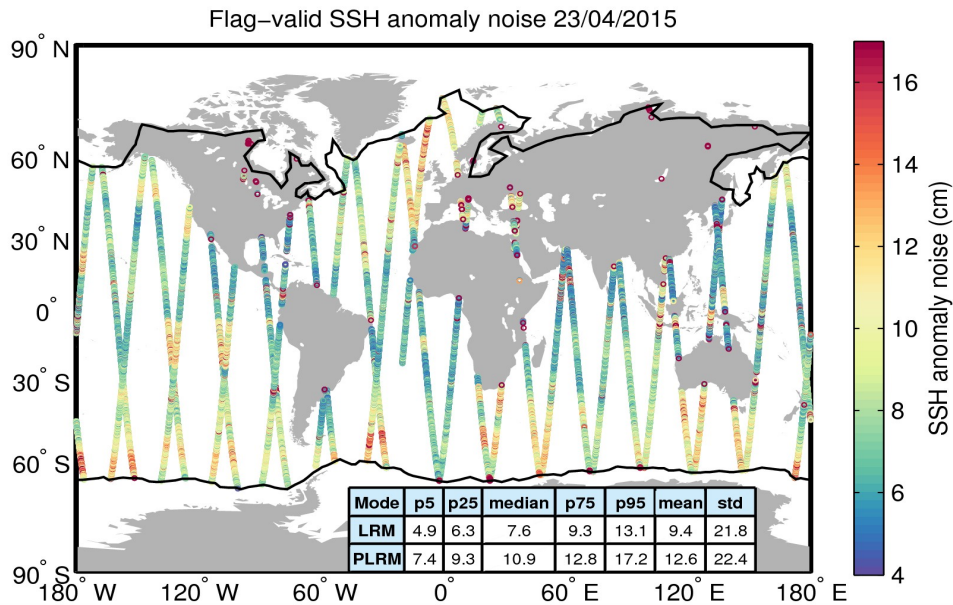 Flag−valid SSH anomaly noise 23/04/2015
90° N
60° N
30° N
0°
30° S
60° S
90° S
180° W
120° W
60° W
0°
60° E
120° E
180° E
Mode p5 p25 median p75 p95 mean std
LRM 4.9 6.3 7.6 9.3 13.1 9.4 21.8
PLRM 7.4 9.3 10.9 12.8 17.2 12.6 22.4
16
14
12
10
8
6
4
SSH anomaly noise (cm)